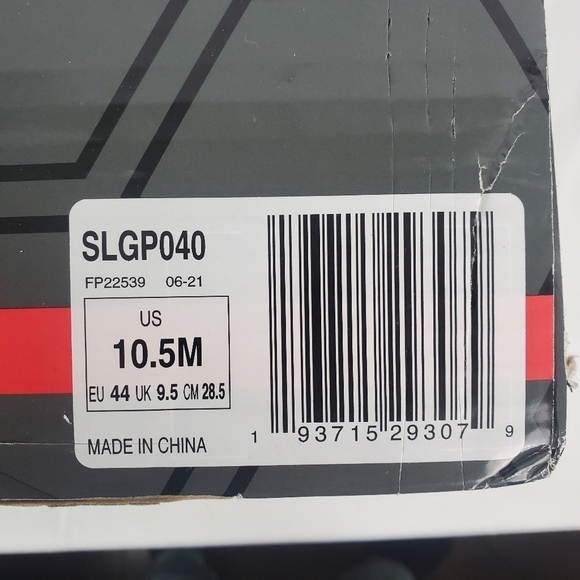 SLGP040
FP22539 06-21
US
10.5M
EU 44 UK 9.5 CM 28.5
MADE IN CHINA
1 93715 29307 9